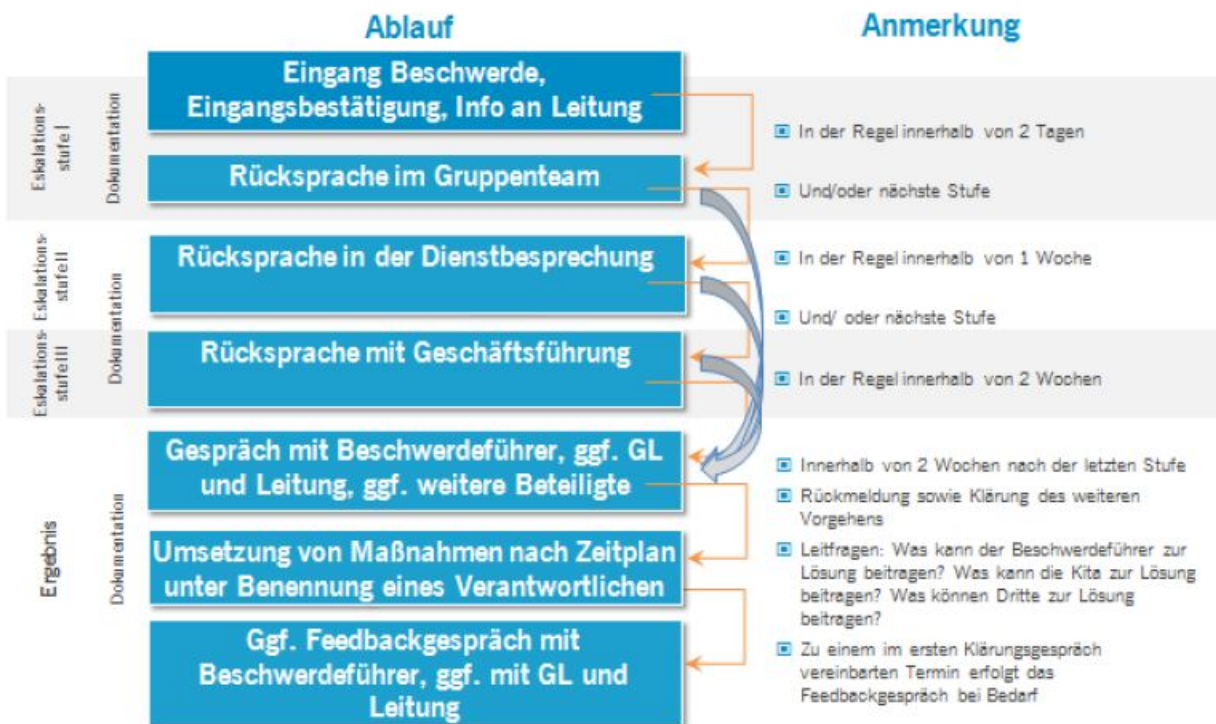 Ablauf
Anmerkung
Eskalations-
stufe I
Dokumentation
Eingang Beschwerde,
Eingangsbestätigung, Info an Leitung
In der Regel innerhalb von 2 Tagen
Rücksprache im Gruppenteam
Und/oder nächste Stufe
Eskalations-
stufe II
Dokumentation
Rücksprache in der Dienstbesprechung
In der Regel innerhalb von 1 Woche
Und/ oder nächste Stufe
Eskalations-
stufe III
Rücksprache mit Geschäftsführung
In der Regel innerhalb von 2 Wochen
Ergebnis
Dokumentation
Gespräch mit Beschwerdeführer, ggf. GL
und Leitung, ggf. weitere Beteiligte
Innerhalb von 2 Wochen nach der letzten Stufe
Rückmeldung sowie Klärung des weiteren
Vorgehens
Umsetzung von Maßnahmen nach Zeitplan
unter Benennung eines Verantwortlichen
Leitfragen: Was kann der Beschwerdeführer zur
Lösung beitragen? Was kann die Kita zur Lösung
beitragen? Was können Dritte zur Lösung
beitragen?
Ggf. Feedbackgespräch mit
Beschwerdeführer, ggf. mit GL und
Leitung
Zu einem im ersten Klärungsgespräch
vereinbarten Termin erfolgt das
Feedbackgespräch bei Bedarf